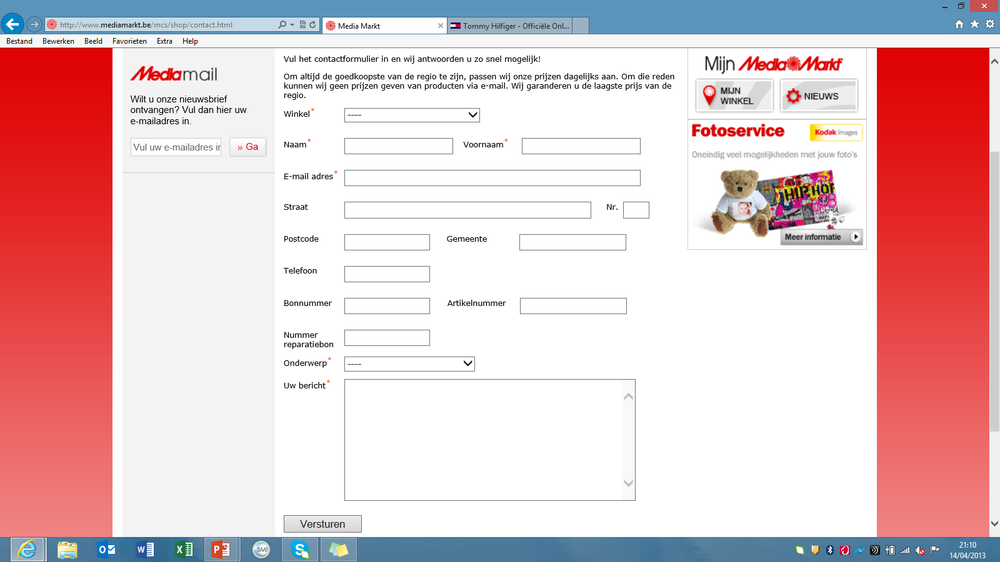 http://www.mediamarkt.be/mcs/shop/contact.html
Media Markt
Tommy Hilfiger - Officiële Onl...
Bestand Bewerken Beeld Favorieten Extra Help
Mediamail
Wilt u onze nieuwsbrief
ontvangen? Vul dan hier uw
e-mailadres in.
Vul uw e-mailadres in
» Ga
Vul het contactformulier in en wij antwoorden u zo snel mogelijk!
Om altijd de goedkoopste van de regio te zijn, passen wij onze prijzen dagelijks aan. Om die reden
kunnen wij geen prijzen geven van producten via e-mail. Wij garanderen u de laagste prijs van de
regio.
Winkel* ----
Naam* Voornaam*
E-mail adres*
Straat Nr.
Postcode Gemeente
Telefoon
Bonnummer Artikelnummer
Nummer
reparatiebon
Onderwerp* ----
Uw bericht*
Versturen
Mijn Media Markt
MIJN
WINKEL
NIEUWS
Fotoservice
Kodak Images
Oneindig veel mogelijkheden met jouw foto's
HIP HOP
Meer informatie
BMF
21:10
14/04/2013